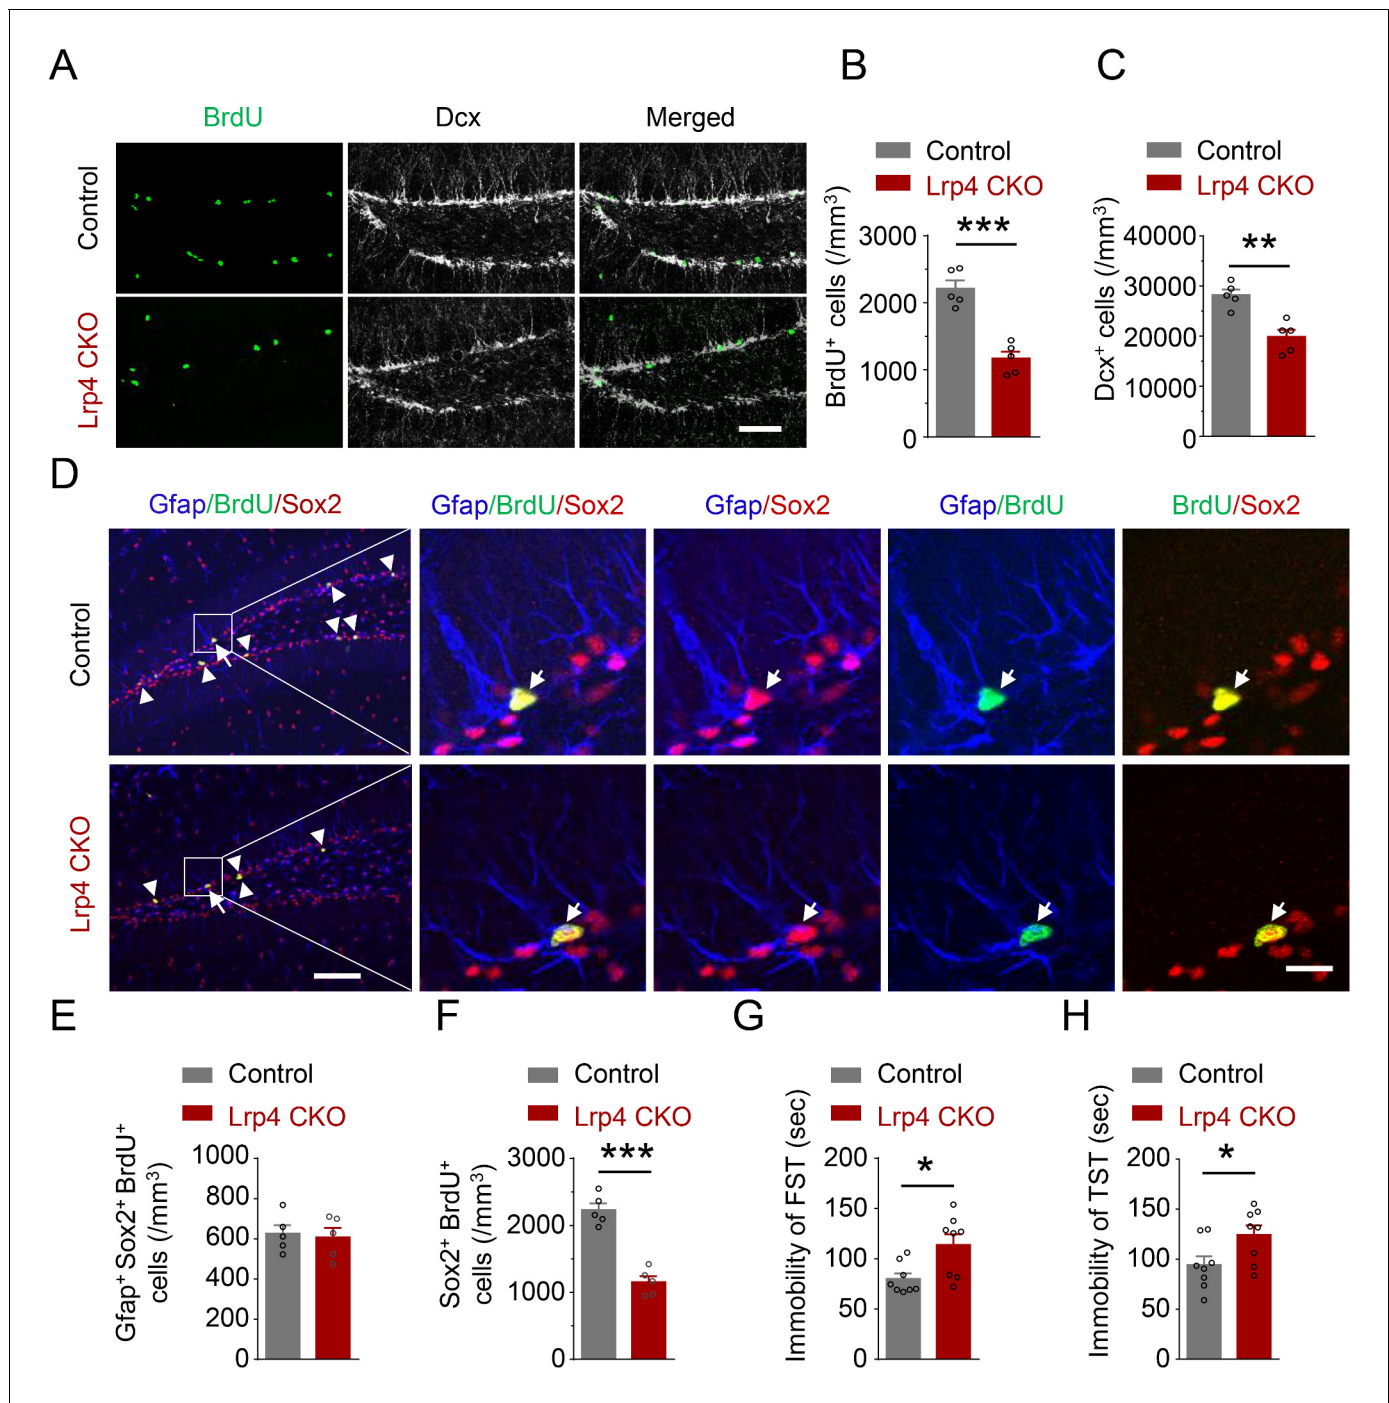 A
BrdU
Dcx
Merged
Control
Lrp4 CKO
B
Control
Lrp4 CKO
BrdU⁺ cells (/mm³)
***
3000
2000
1000
0
C
Control
Lrp4 CKO
Dcx⁺ cells (/mm³)
**
40000
30000
20000
10000
0
D
Gfap/BrdU/Sox2
Gfap/BrdU/Sox2
Gfap/Sox2
Gfap/BrdU
BrdU/Sox2
Control
Lrp4 CKO
E
Control
Lrp4 CKO
Gfap⁺ Sox2⁺ BrdU⁺
cells (/mm³)
1000
800
600
400
200
0
F
Control
Lrp4 CKO
Sox2⁺ BrdU⁺
cells (/mm³)
***
3000
2000
1000
0
G
Control
Lrp4 CKO
Immobility of FST (sec)
*
200
150
100
50
0
H
Control
Lrp4 CKO
Immobility of TST (sec)
*
200
150
100
50
0